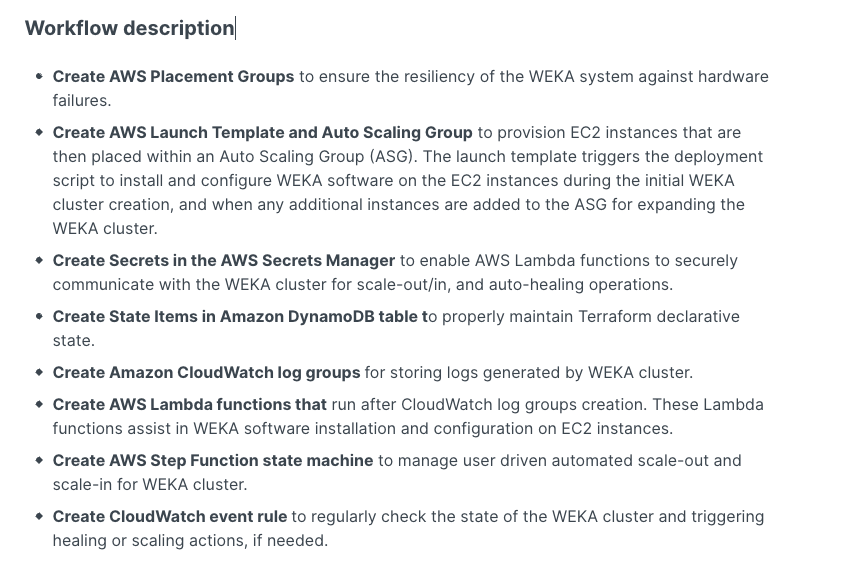 Workflow description
Create AWS Placement Groups to ensure the resiliency of the WEKA system against hardware
failures.
Create AWS Launch Template and Auto Scaling Group to provision EC2 instances that are
then placed within an Auto Scaling Group (ASG). The launch template triggers the deployment
script to install and configure WEKA software on the EC2 instances during the initial WEKA
cluster creation, and when any additional instances are added to the ASG for expanding the
WEKA cluster.
Create Secrets in the AWS Secrets Manager to enable AWS Lambda functions to securely
communicate with the WEKA cluster for scale-out/in, and auto-healing operations.
Create State Items in Amazon DynamoDB table to properly maintain Terraform declarative
state.
Create Amazon CloudWatch log groups for storing logs generated by WEKA cluster.
Create AWS Lambda functions that run after CloudWatch log groups creation. These Lambda
functions assist in WEKA software installation and configuration on EC2 instances.
Create AWS Step Function state machine to manage user driven automated scale-out and
scale-in for WEKA cluster.
Create CloudWatch event rule to regularly check the state of the WEKA cluster and triggering
healing or scaling actions, if needed.